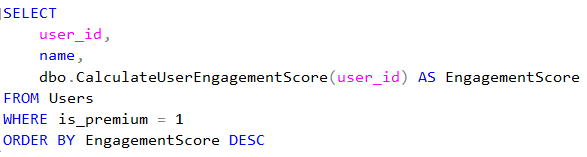 SELECT
    user_id,
    name,
    dbo.CalculateUserEngagementScore(user_id) AS EngagementScore
FROM Users
WHERE is_premium = 1
ORDER BY EngagementScore DESC